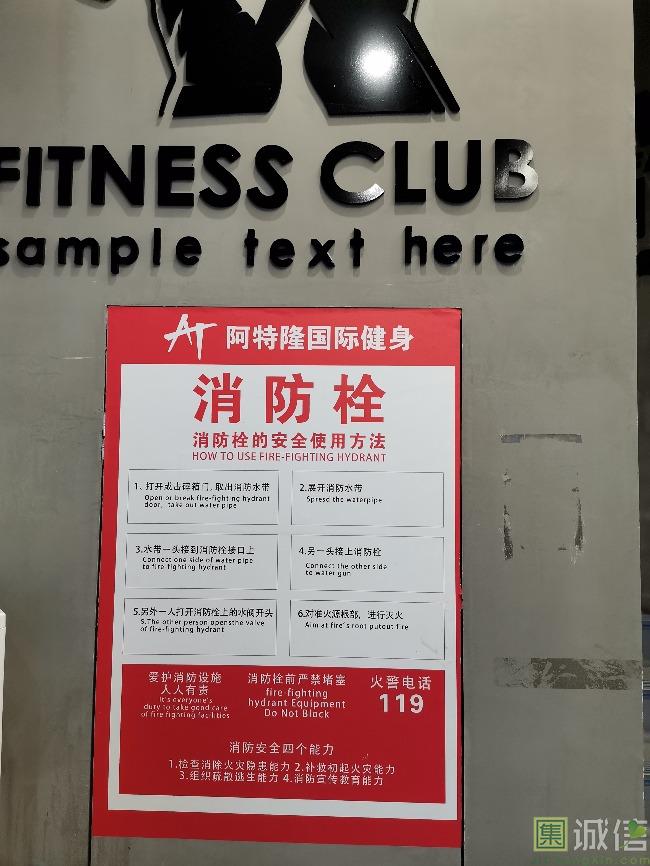 FITNESS CLUB
sample text here
AT 阿特隆国际健身
消防栓
消防栓的安全使用方法
HOW TO USE FIRE-FIGHTING HYDRANT
1、打开或击碎箱门,取出消防水带
Open or break fire-fighting hydrant
door, take out water pipe
2.展开消防水带
Spread the waterpipe
3.水带一头接到消防栓接口上
Connect one side of water pipe
to fire-fighting hydrant
4.另一头接上消防栓
Connect the other side
to water gun
5.另外一人打开消防栓上的水阀开头
5.The other person opensthe valve
of fire-fighting hydrant
6.对准火源根部，进行灭火
Aim at fire's root putout fire
爱护消防设施
人人有责
It's everyone's
duty to take good care
of fire fighting facilities
消防栓前严禁堵塞
fire-fighting
hydrant Equipment
Do Not Block
火警电话
119
消防安全四个能力
1.检查消除火灾隐患能力 2.补救初起火灾能力
3.组织疏散逃生能力 4.消防宣传教育能力
集 诚信